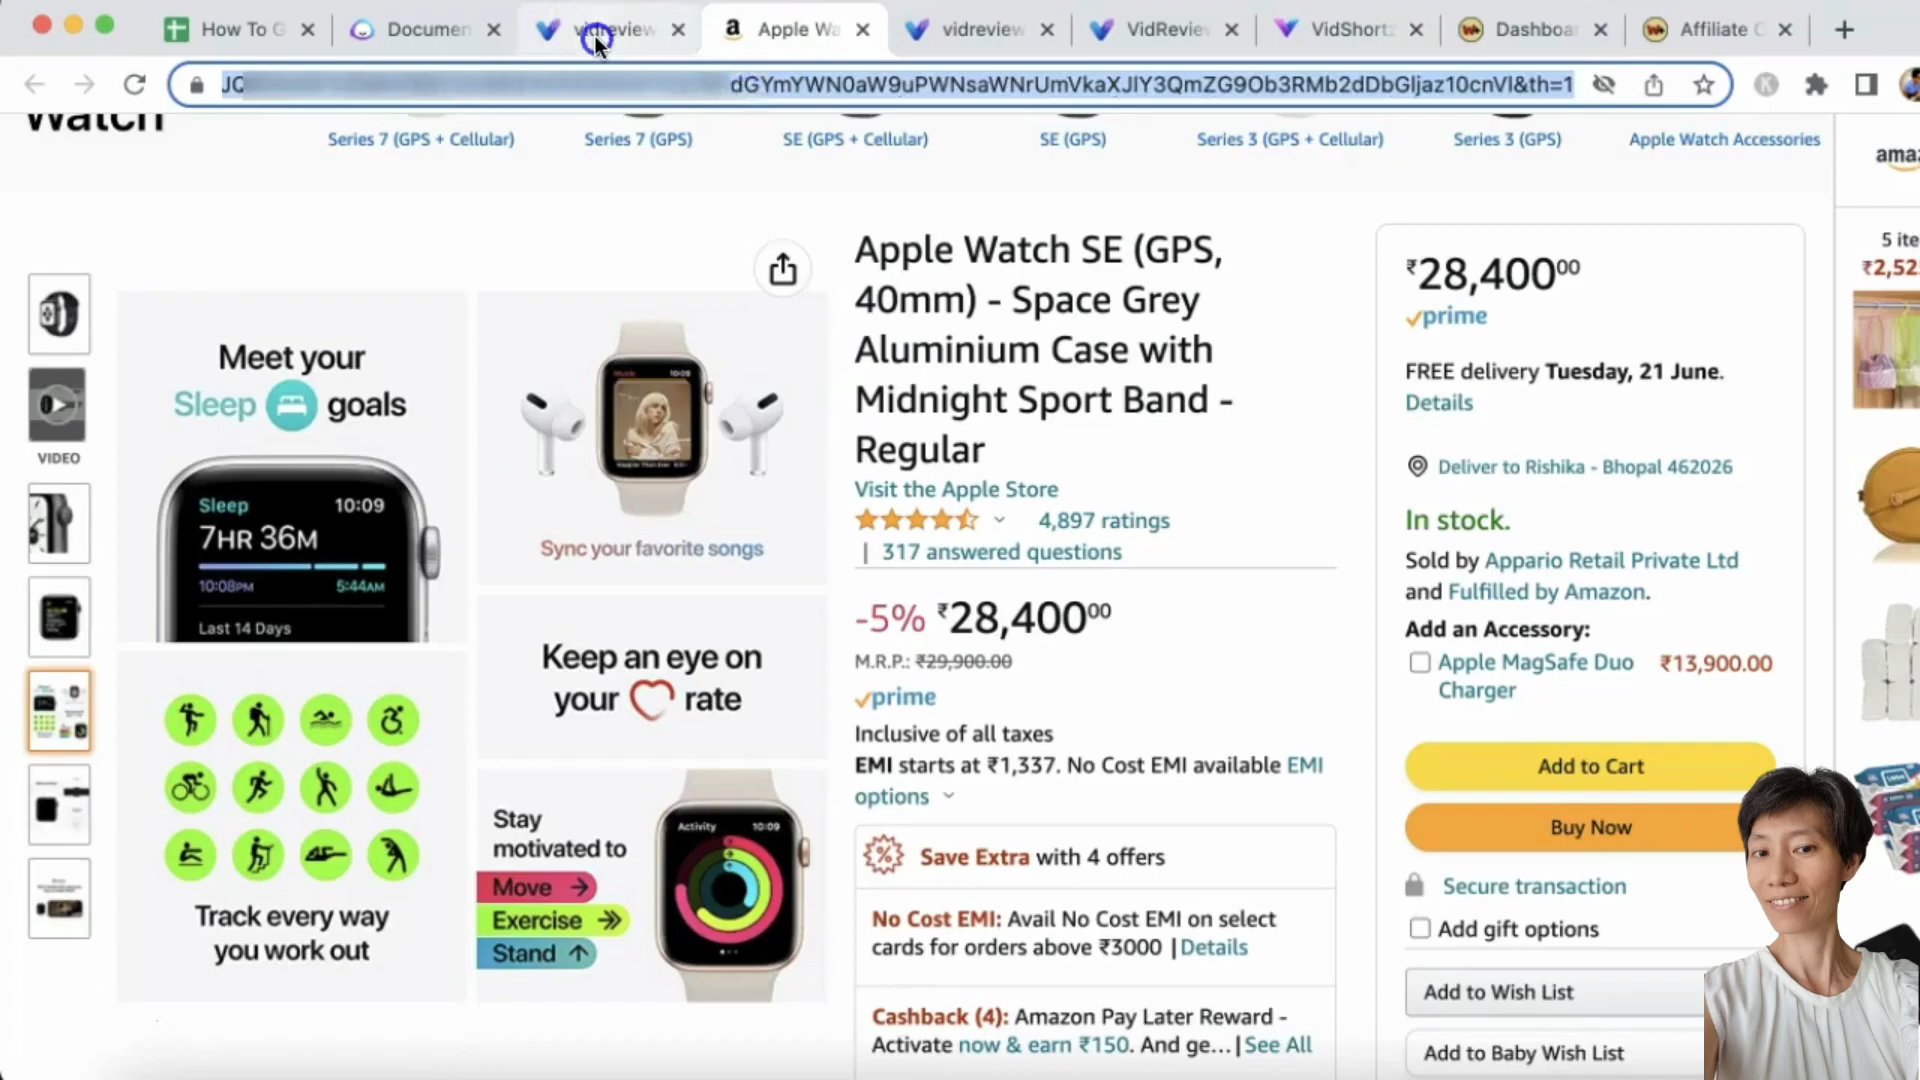 How To G
Documen
vidreview
Apple Wa
vidreview
VidReview
VidShort
Dashboar
Affiliate C
JQ
dGYmYWN0aW9uPWNsaWNrUmVkaXJlY3QmZG9Ob3RMb2dDbGljaz10cnVl&th=1
Watch
Series 7 (GPS + Cellular)
Series 7 (GPS)
SE (GPS + Cellular)
SE (GPS)
Series 3 (GPS + Cellular)
Series 3 (GPS)
Apple Watch Accessories
VIDEO
Meet your
Sleep goals
Sleep 10:09
7HR 36M
10:08PM 5:44AM
Last 14 Days
Music 10:09
Sync your favorite songs
Keep an eye on
your rate
Track every way
you work out
Stay
motivated to
Move
Exercise
Stand
Activity 10:09
Apple Watch SE (GPS,
40mm) - Space Grey
Aluminium Case with
Midnight Sport Band -
Regular
Visit the Apple Store
4,897 ratings
| 317 answered questions
-5% ₹28,400⁰⁰
M.R.P.: ₹29,900.00
prime
Inclusive of all taxes
EMI starts at ₹1,337. No Cost EMI available EMI
options
Save Extra with 4 offers
No Cost EMI: Avail No Cost EMI on select
cards for orders above ₹3000 | Details
Cashback (4): Amazon Pay Later Reward -
Activate now & earn ₹150. And ge... | See All
₹28,400⁰⁰
prime
FREE delivery Tuesday, 21 June.
Details
Deliver to Rishika - Bhopal 462026
In stock.
Sold by Appario Retail Private Ltd
and Fulfilled by Amazon.
Add an Accessory:
Apple MagSafe Duo ₹13,900.00
Charger
Add to Cart
Buy Now
Secure transaction
Add gift options
Add to Wish List
Add to Baby Wish List
ama
5 ite
₹2,52